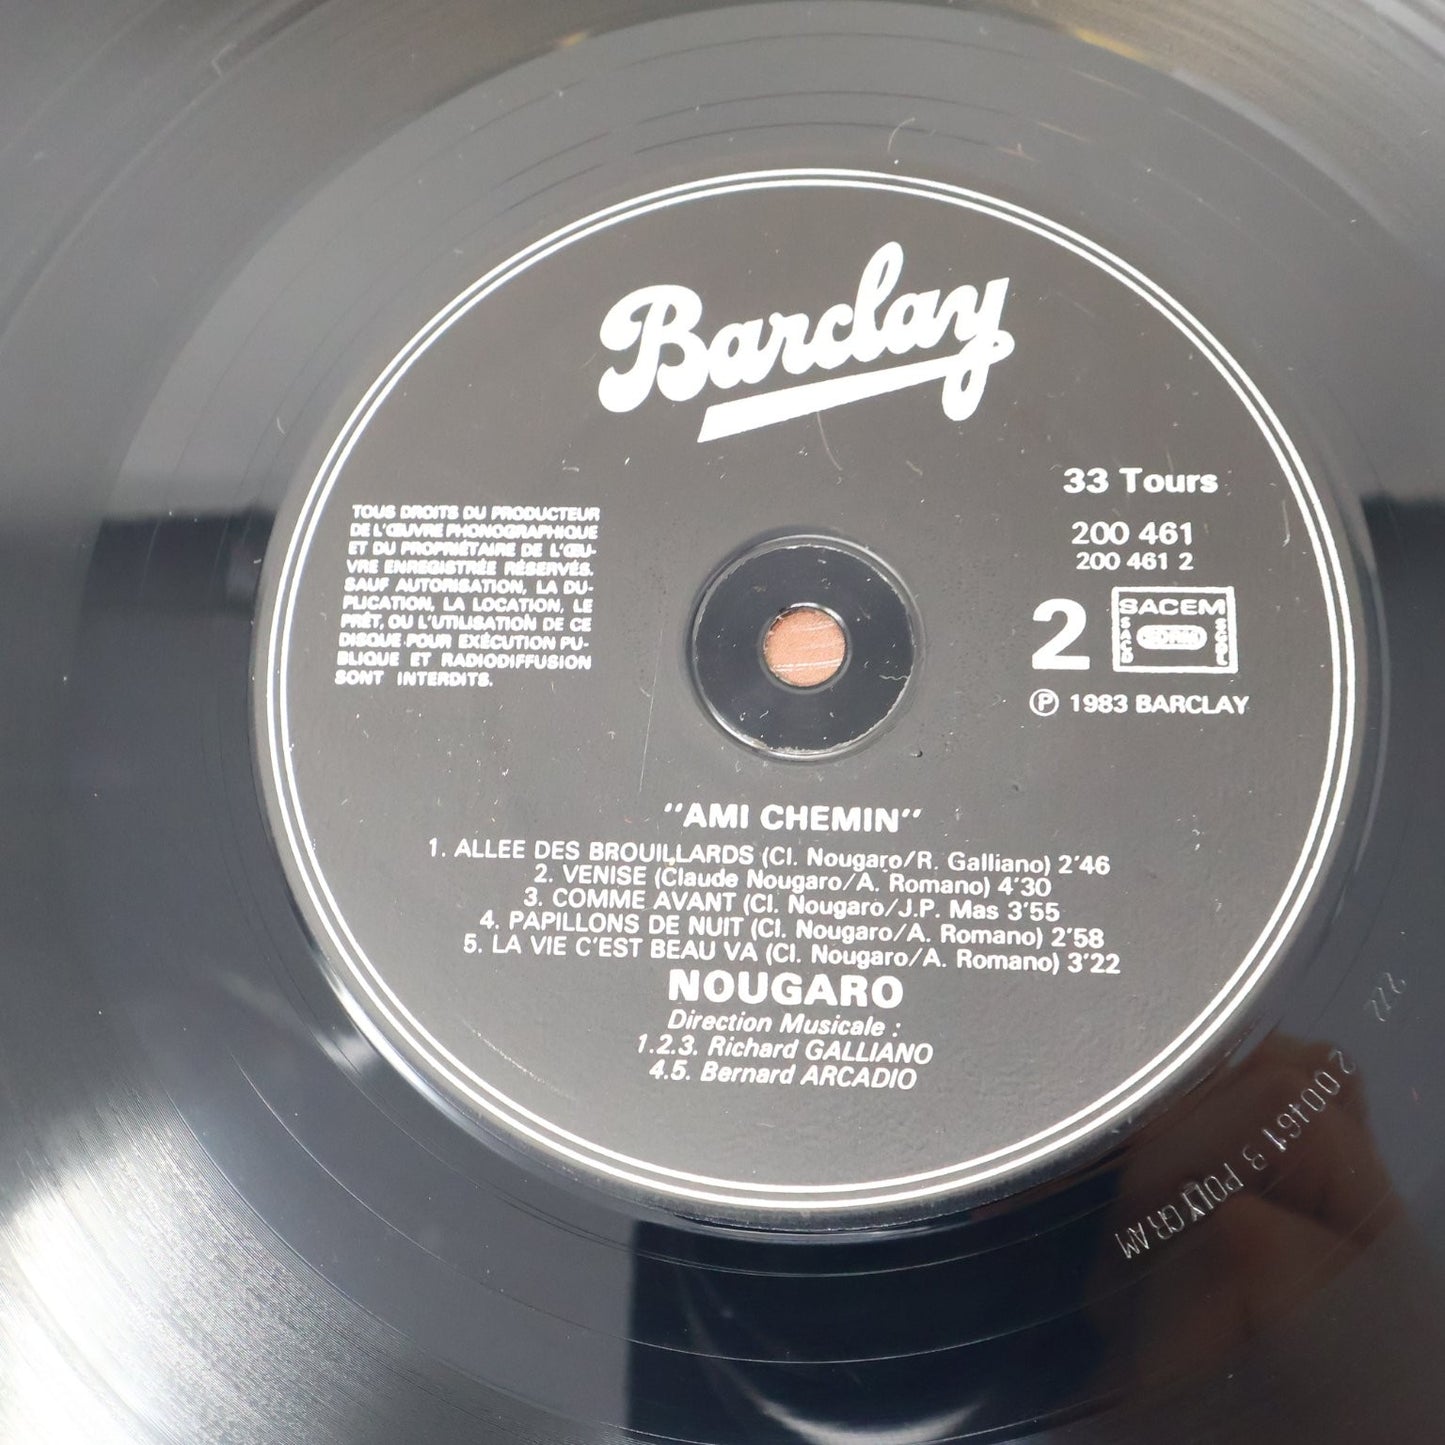 Barclay
33 Tours
200 461
200 461 2
2
SACEM
SACD SDRM SCDL
Ⓟ 1983 BARCLAY
TOUS DROITS DU PRODUCTEUR
DE L'ŒUVRE PHONOGRAPHIQUE
ET DU PROPRIÉTAIRE DE L'ŒU-
VRE ENREGISTRÉE RÉSERVÉS.
SAUF AUTORISATION, LA DU-
PLICATION, LA LOCATION, LE
PRÊT, OU L'UTILISATION DE CE
DISQUE POUR EXÉCUTION PU-
BLIQUE ET RADIODIFFUSION
SONT INTERDITS.
"AMI CHEMIN"
1. ALLEE DES BROUILLARDS (Cl. Nougaro/R. Galliano) 2'46
2. VENISE (Claude Nougaro/A. Romano) 4'30
3. COMME AVANT (Cl. Nougaro/J.P. Mas 3'55
4. PAPILLONS DE NUIT (Cl. Nougaro/A. Romano) 2'58
5. LA VIE C'EST BEAU VA (Cl. Nougaro/A. Romano) 3'22
NOUGARO
Direction Musicale :
1.2.3. Richard GALLIANO
4.5. Bernard ARCADIO
POLYGRAM